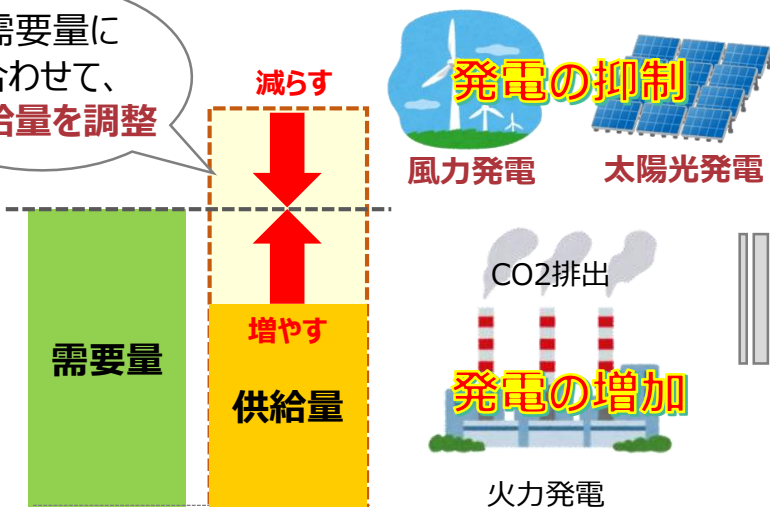 需要量に
合わせて、
給量を調整
減らす
発電の抑制
風力発電
太陽光発電
CO2排出
増やす
需要量
供給量
発電の増加
火力発電